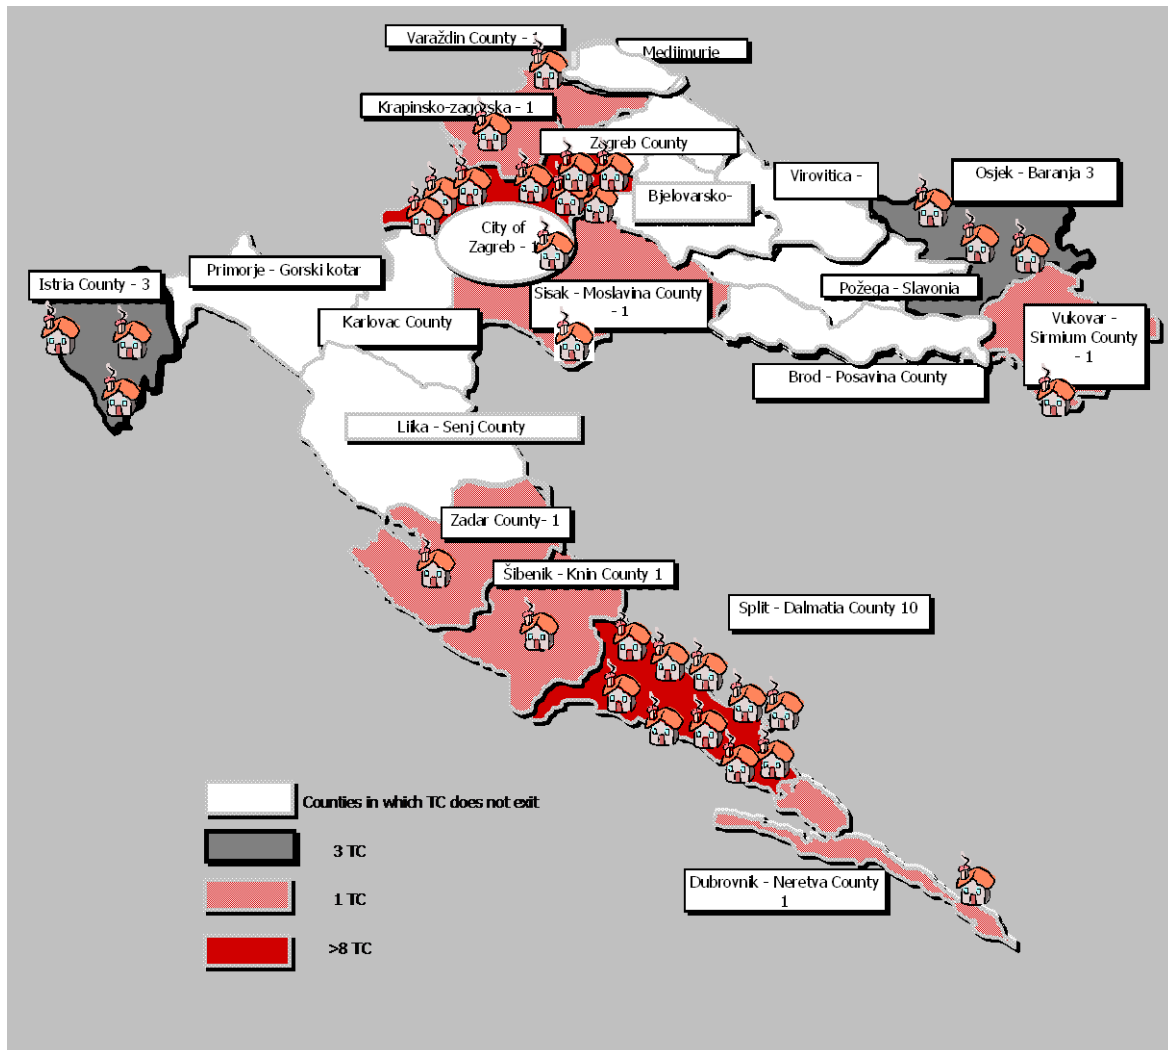 Varaždin County - 1
Medjimurje
Krapinsko-zagorska - 1
Zagreb County
Virovitica -
Osjek - Baranja 3
Bjelovarsko-
City of
Zagreb - 1
Primorje - Gorski kotar
Istria County - 3
Požega - Slavonia
Sisak - Moslavina County
- 1
Karlovac County
Vukovar -
Sirmium County
- 1
Brod - Posavina County
Liika - Senj County
Zadar County- 1
Šibenik - Knin County 1
Split - Dalmatia County 10
Counties in which TC does not exit
3 TC
1 TC
>8 TC
Dubrovnik - Neretva County
1